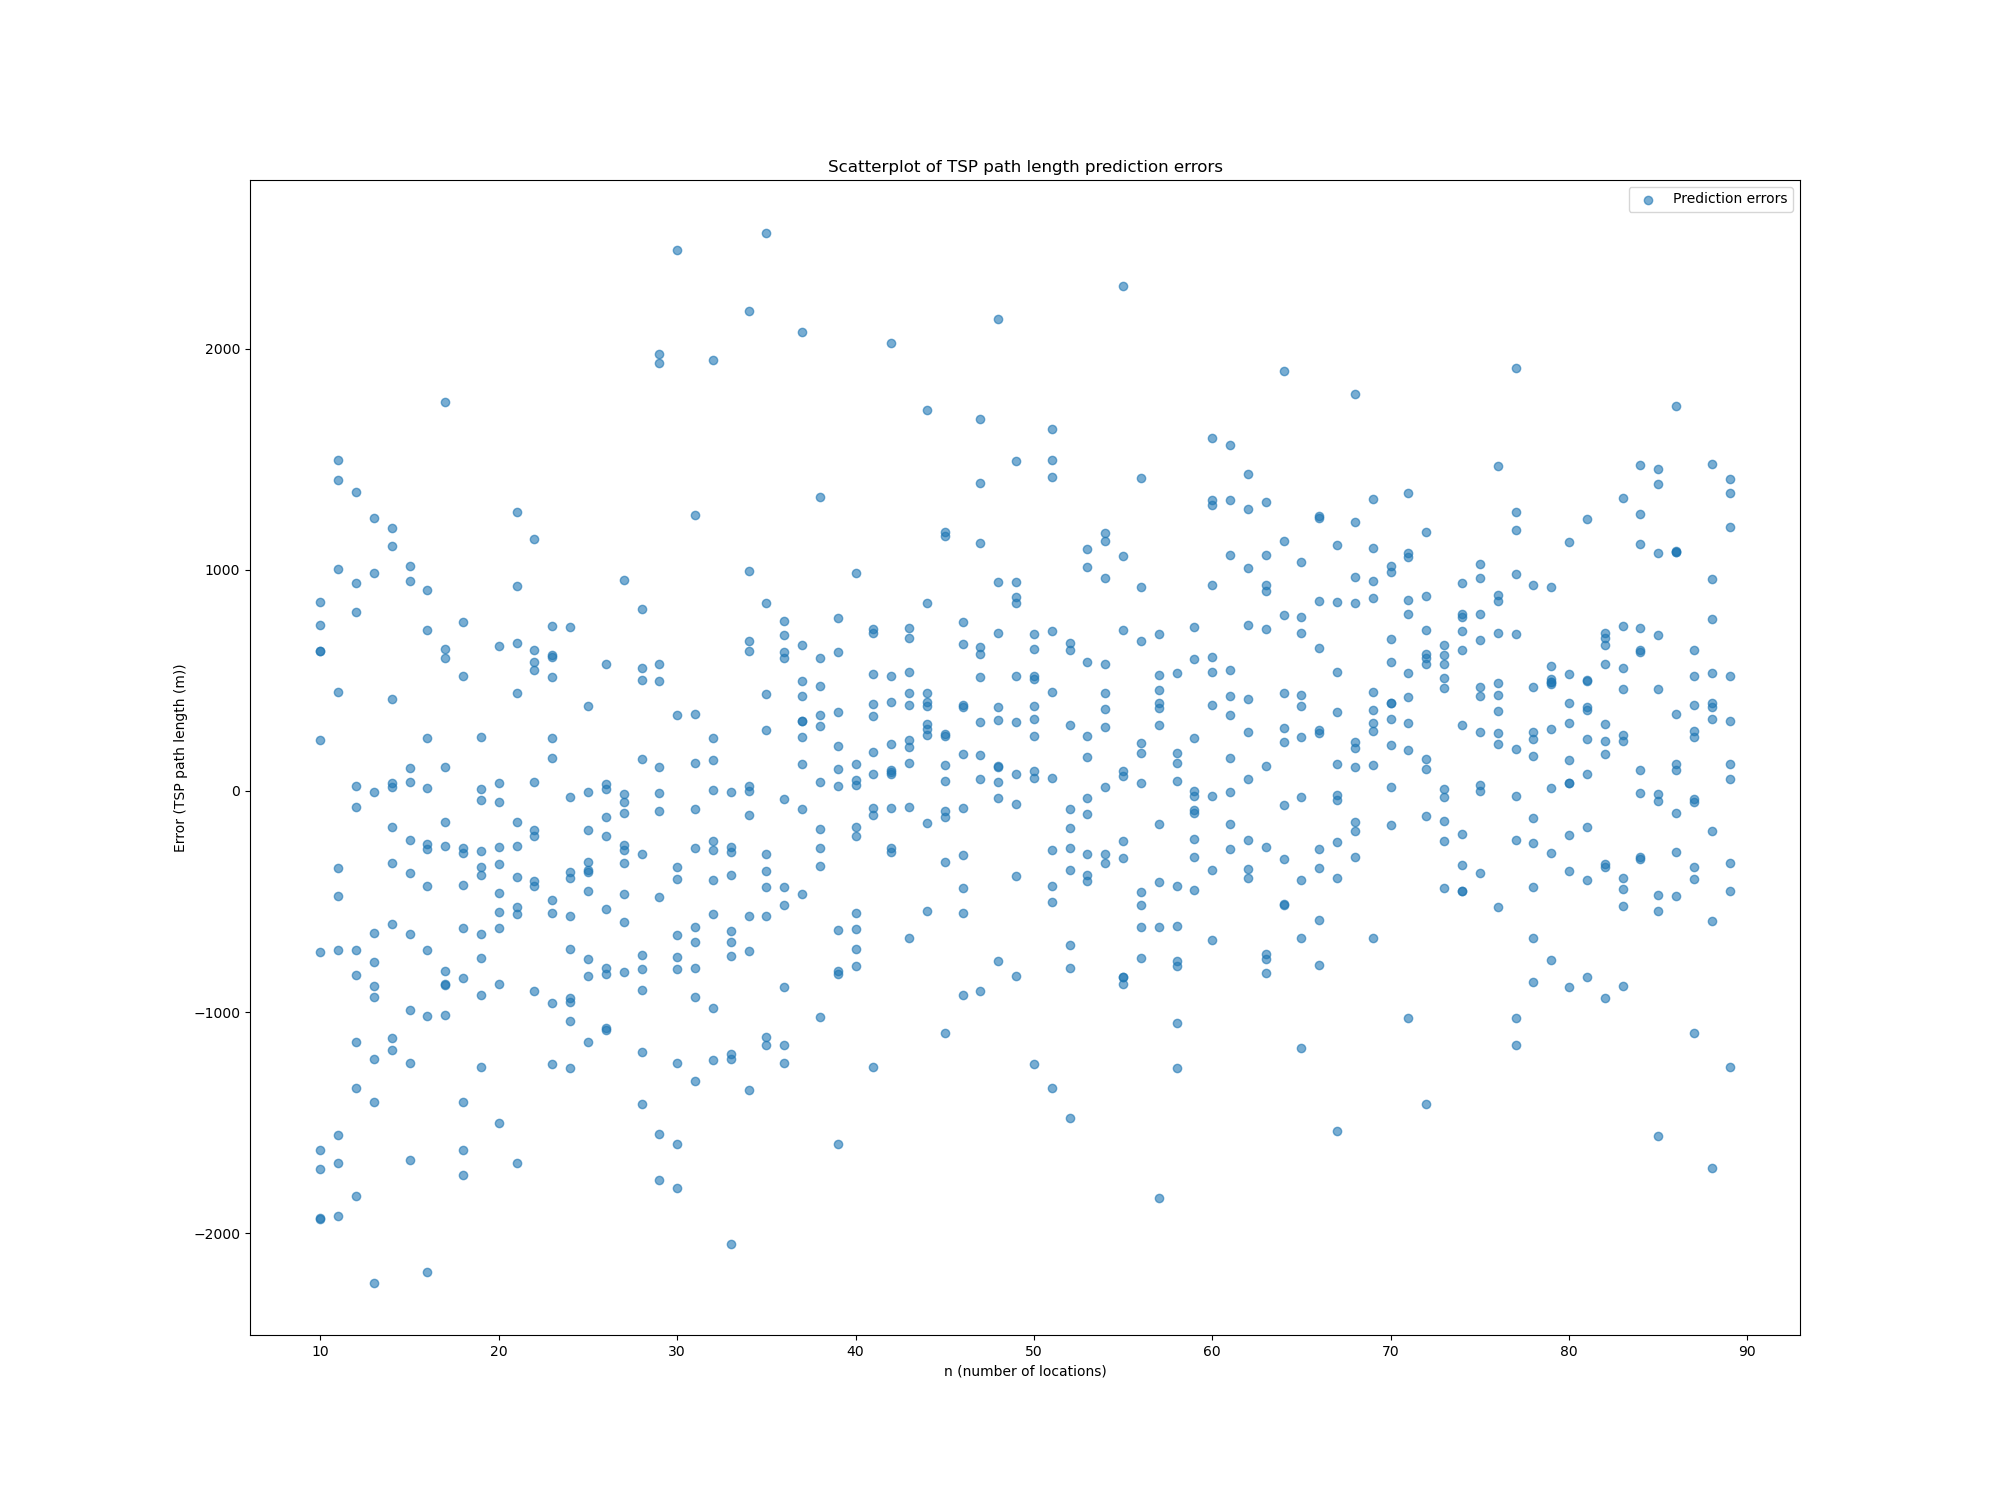 Scatterplot of TSP path length prediction errors
Prediction errors
Error (TSP path length (m))
2000
1000
0
−1000
−2000
10 20 30 40 50 60 70 80 90
n (number of locations)